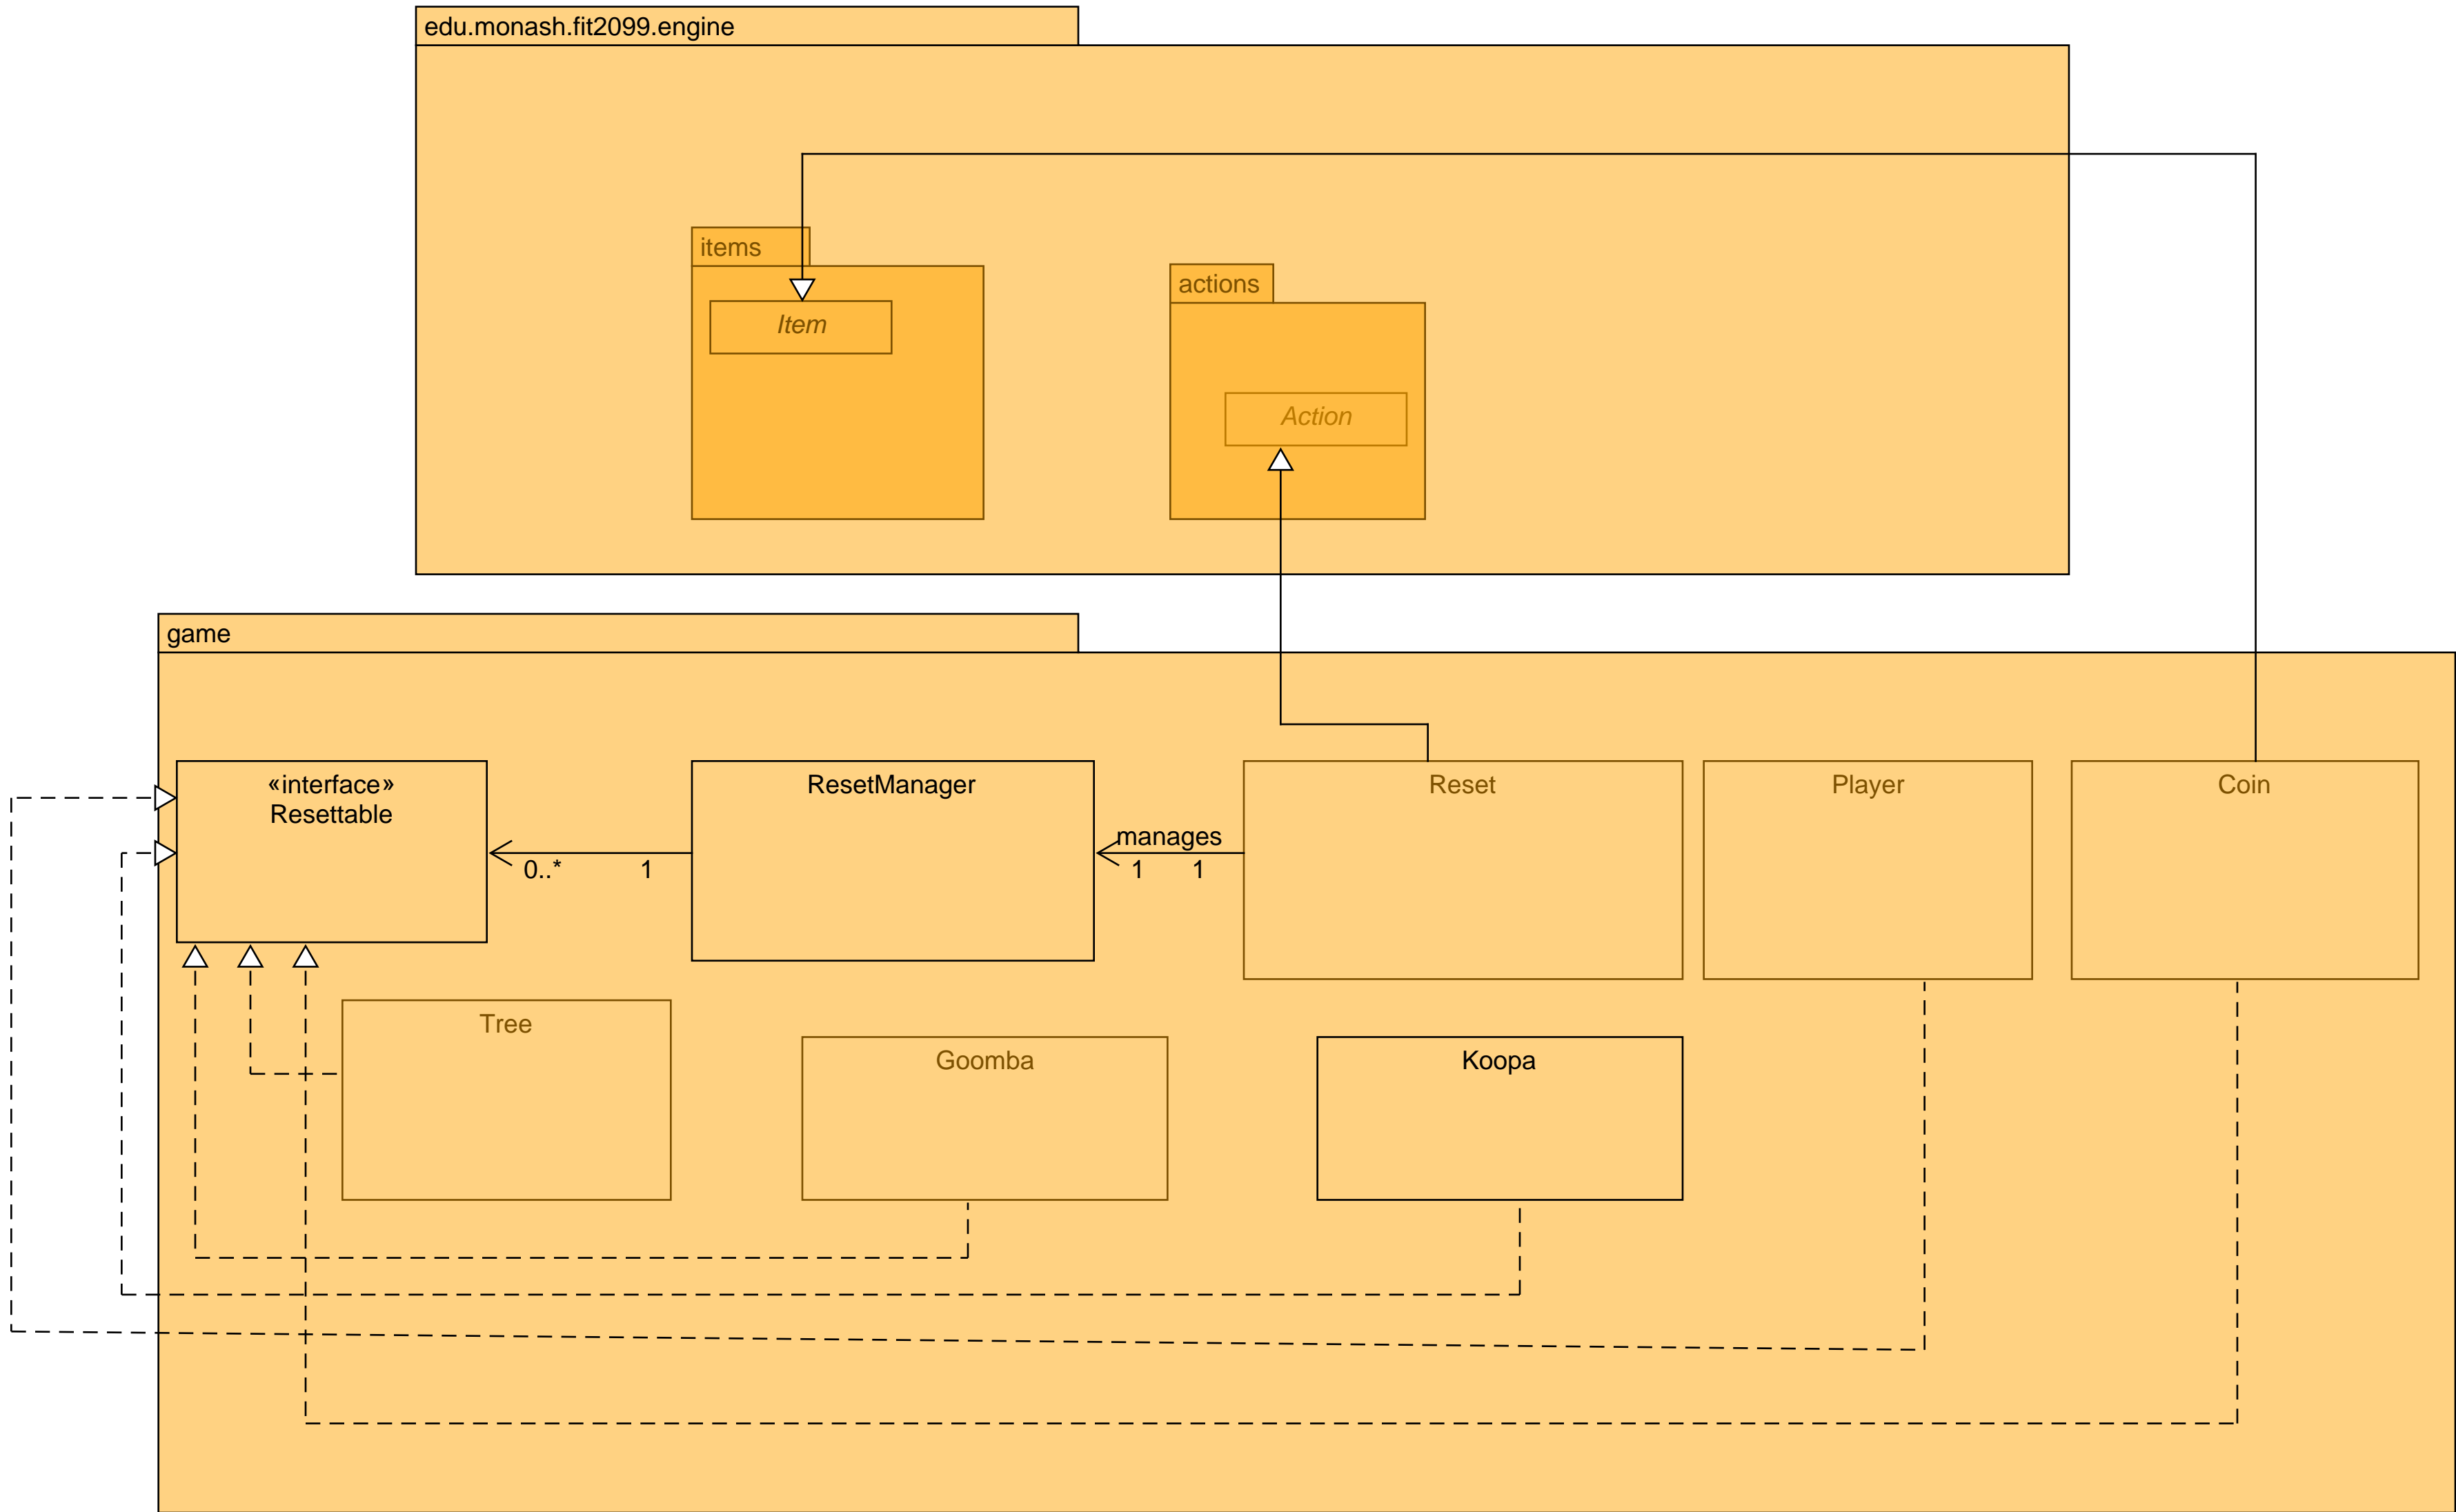 edu.monash.fit2099.engine
items
Item
actions
Action
game
«interface»
Resettable
ResetManager
Reset
Player
Coin
manages
0..*
1
1
1
Tree
Goomba
Koopa